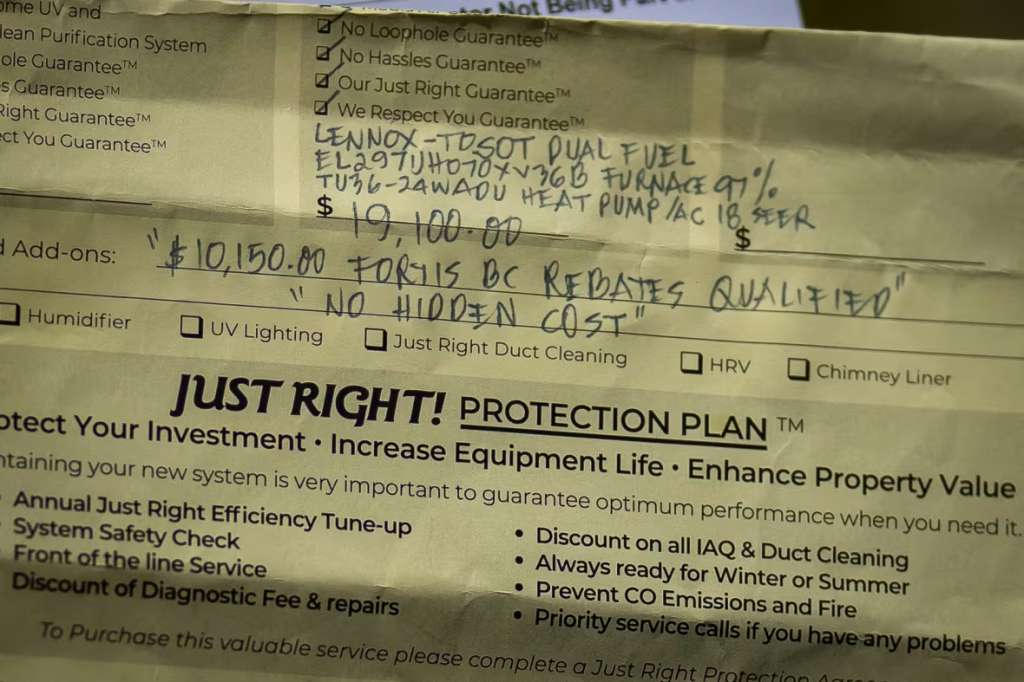 ome UV and
lean Purification System
ole Guarantee™
s Guarantee™
Right Guarantee™
ect You Guarantee™
Not Being
No Loophole Guarantee™
No Hassles Guarantee™
Our Just Right Guarantee™
We Respect You Guarantee™
LENNOX-TOSOT DUAL FUEL
EL297UH070XV36B FURNACE 97%
TU36-24WADU HEAT PUMP/AC 18 SEER
$ 19,100.00
$
d Add-ons: "$10,150.00 FORTIS BC REBATES QUALIFIED"
"NO HIDDEN COST"
Humidifier UV Lighting Just Right Duct Cleaning HRV Chimney Liner
JUST RIGHT! PROTECTION PLAN™
otect Your Investment • Increase Equipment Life • Enhance Property Value
ntaining your new system is very important to guarantee optimum performance when you need it.
Annual Just Right Efficiency Tune-up
System Safety Check
Front of the line Service
Discount of Diagnostic Fee & repairs
• Discount on all IAQ & Duct Cleaning
• Always ready for Winter or Summer
• Prevent CO Emissions and Fire
• Priority service calls if you have any problems
To Purchase this valuable service please complete a Just Right Protection